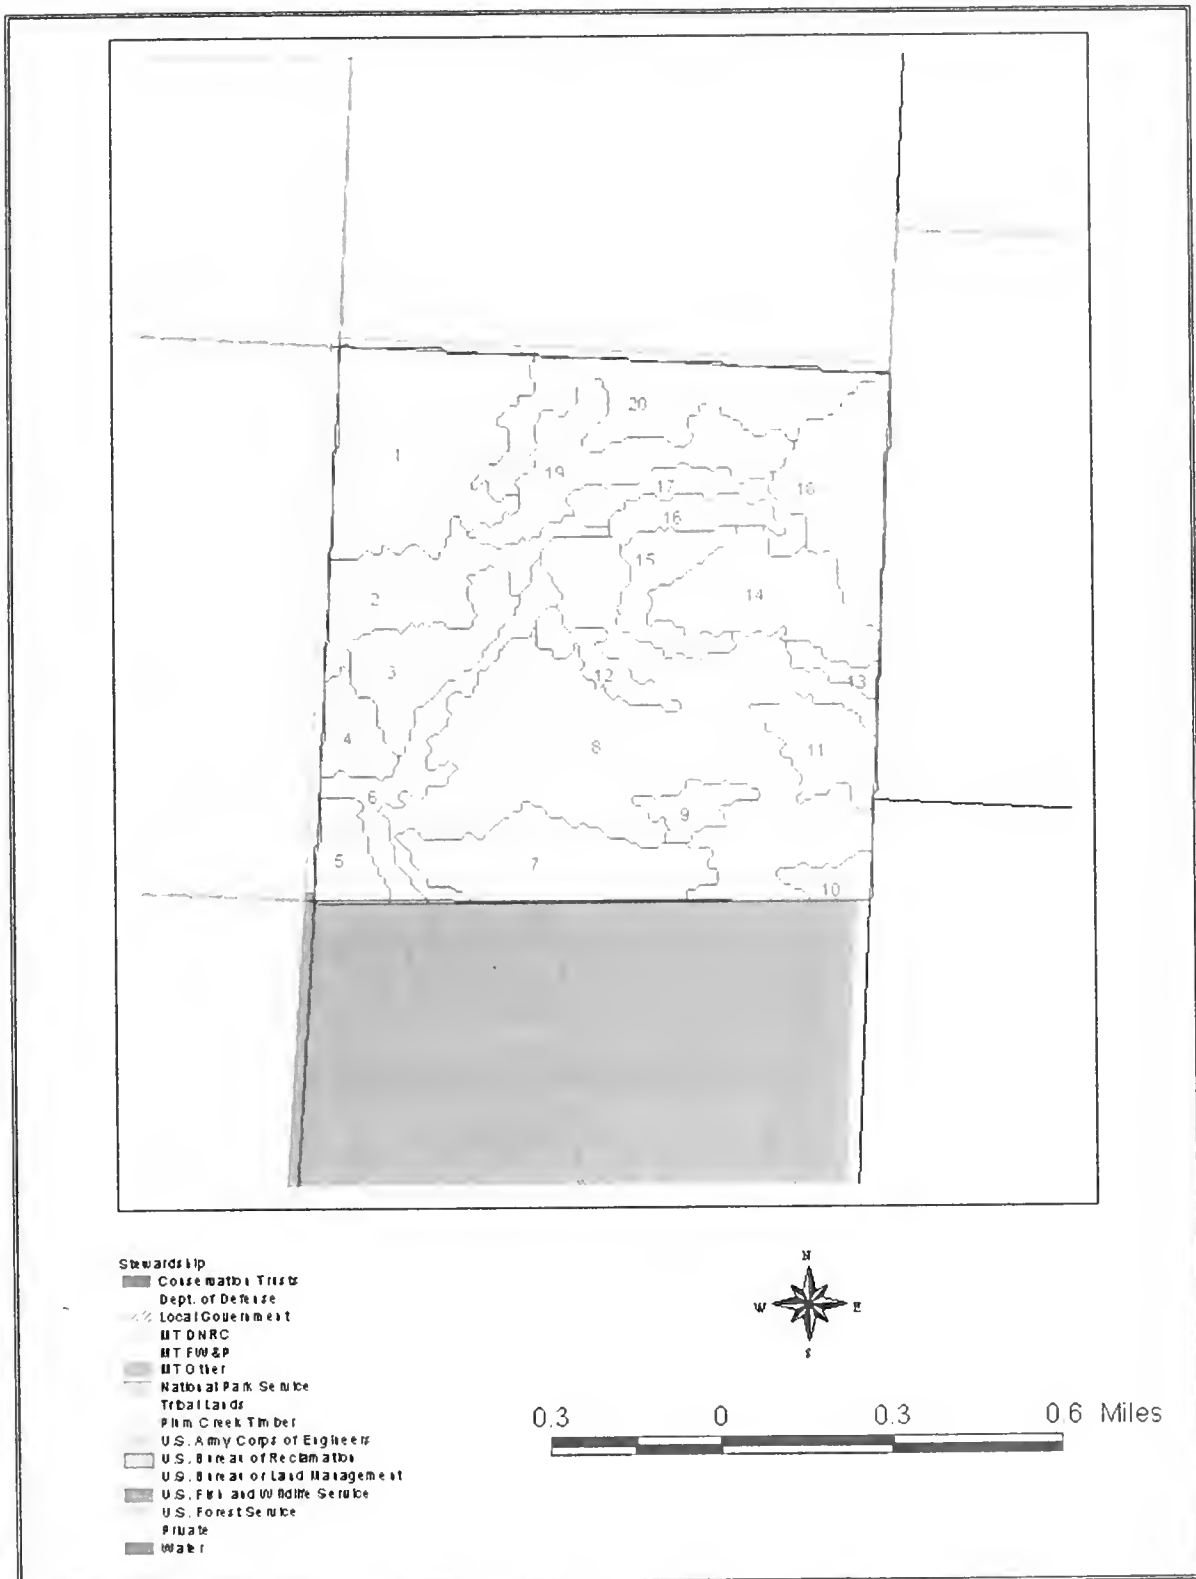 20
1
19
17
18
16
15
2
14
3
12
13
4
8
11
6
9
5
7
10
Stewardship
Conservation Trusts
Dept. of Defense
Local Government
MT DNRC
MT FW&P
MT Other
National Park Service
Tribal Lands
Plum Creek Timber
U.S. Army Corps of Engineers
U.S. Bureau of Reclamation
U.S. Bureau of Land Management
U.S. Fish and Wildlife Service
U.S. Forest Service
Private
Water
N
W E
S
0.3 0 0.3 0.6 Miles